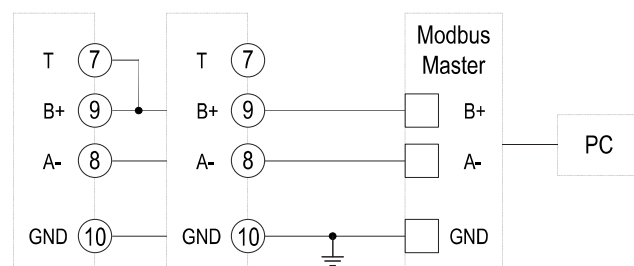 Modbus
Master
T 7 T 7
B+ 9 B+ 9 B+
PC
A- 8 A- 8 A-
GND 10 GND 10 GND